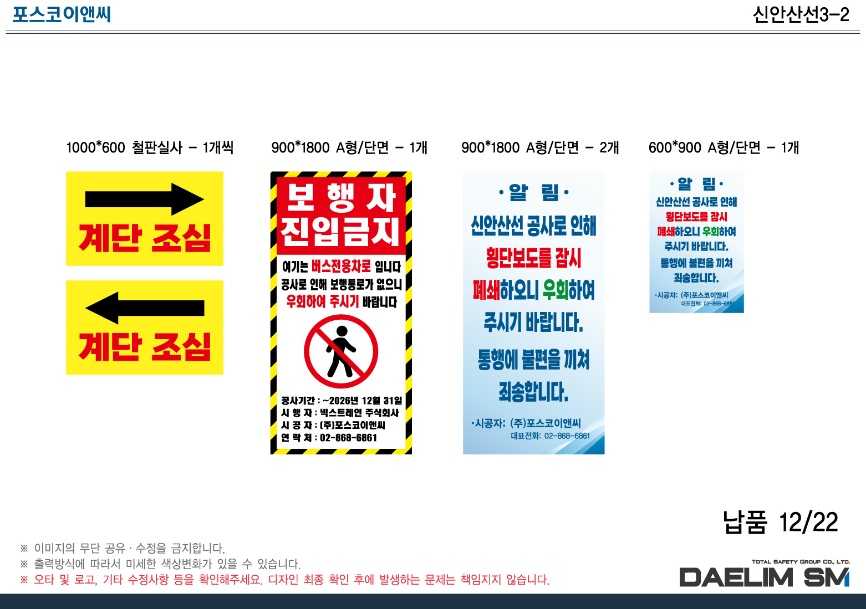 포스코이앤씨
신안산선3-2
1000*600 철판실사 - 1개씩
900*1800 A형/단면 - 1개
900*1800 A형/단면 - 2개
600*900 A형/단면 - 1개
계단 조심
계단 조심
보 행 자
진입금지
여기는 버스전용차로 입니다
공사로 인해 보행통로가 없으니
우회하여 주시기 바랍니다
공사기간 : ~2026년 12월 31일
시 행 자 : 넥스트레인 주식회사
시 공 자 : (주)포스코이앤씨
연 락 처 : 02-868-6861
· 알 림 ·
신안산선 공사로 인해
횡단보도를 잠시
폐쇄하오니 우회하여
주시기 바랍니다.
통행에 불편을 끼쳐
죄송합니다.
·시공자: (주)포스코이앤씨
대표전화: 02-868-6861
· 알 림 ·
신안산선 공사로 인해
횡단보도를 잠시
폐쇄하오니 우회하여
주시기 바랍니다.
통행에 불편을 끼쳐
죄송합니다.
·시공자: (주)포스코이앤씨
대표전화: 02-868-6861
납품 12/22
※ 이미지의 무단 공유·수정을 금지합니다.
※ 출력방식에 따라서 미세한 색상변화가 있을 수 있습니다.
※ 오타 및 로고, 기타 수정사항 등을 확인해주세요. 디자인 최종 확인 후에 발생하는 문제는 책임지지 않습니다.
TOTAL SAFETY GROUP CO., LTD.
DAELIM SM